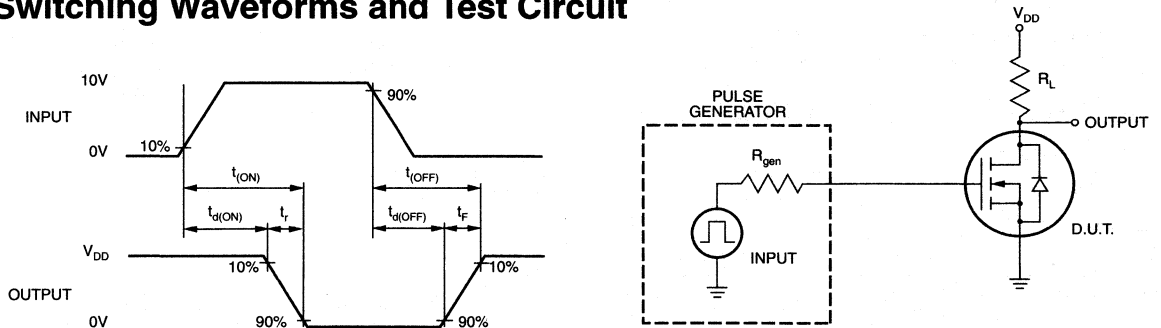 Switching Waveforms and Test Circuit
10V
INPUT
0V
10%
90%
t(ON)
t(OFF)
td(ON)
tr
td(OFF)
tF
VDD
10%
10%
OUTPUT
0V
90%
90%
PULSE
GENERATOR
Rgen
INPUT
VDD
RL
OUTPUT
D.U.T.